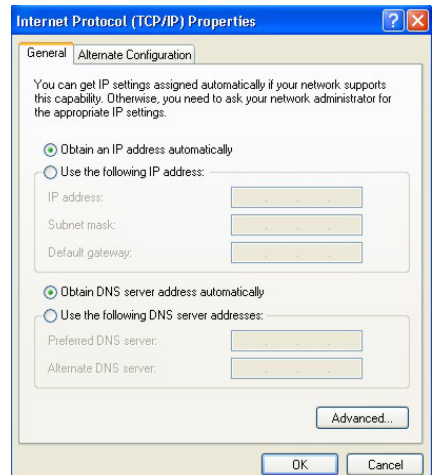 Internet Protocol (TCP/IP) Properties
General Alternate Configuration
You can get IP settings assigned automatically if your network supports
this capability. Otherwise, you need to ask your network administrator for
the appropriate IP settings.
Obtain an IP address automatically
Use the following IP address:
IP address:
Subnet mask:
Default gateway:
Obtain DNS server address automatically
Use the following DNS server addresses:
Preferred DNS server:
Alternate DNS server:
Advanced...
OK Cancel